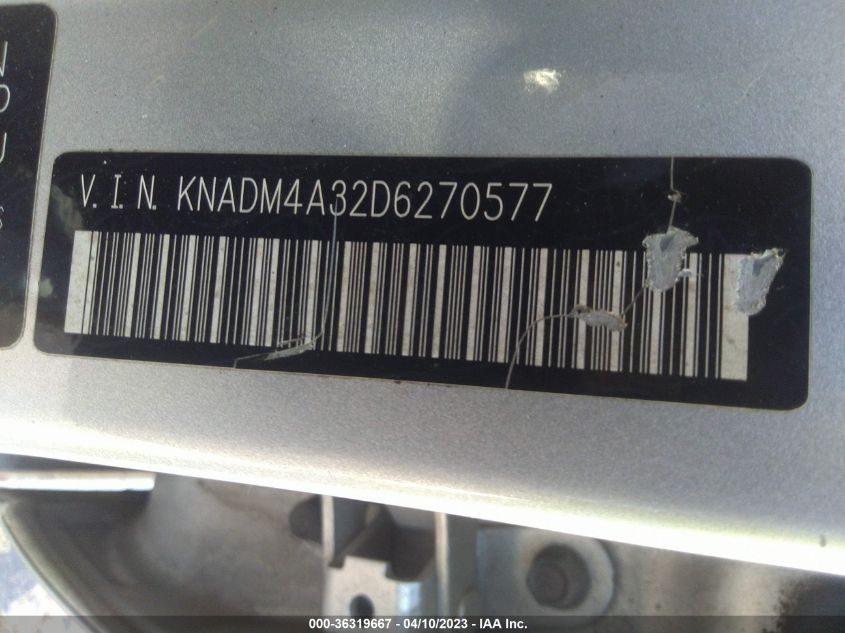 N
O
U
S
V. I. N. KNADM4A32D6270577
000-36319667 - 04/10/2023 - IAA Inc.